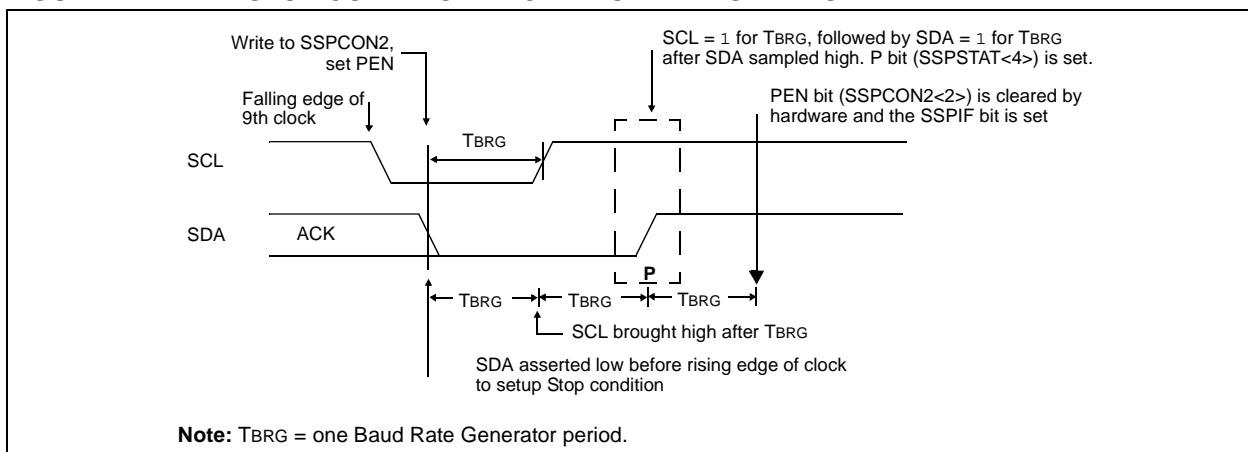 Write to SSPCON2,
set PEN
SCL = 1 for TBRG, followed by SDA = 1 for TBRG
after SDA sampled high. P bit (SSPSTAT<4>) is set.
Falling edge of
9th clock
PEN bit (SSPCON2<2>) is cleared by
hardware and the SSPIF bit is set
TBRG
SCL
SDA
ACK
P
TBRG
TBRG
TBRG
SCL brought high after TBRG
SDA asserted low before rising edge of clock
to setup Stop condition
Note: TBRG = one Baud Rate Generator period.